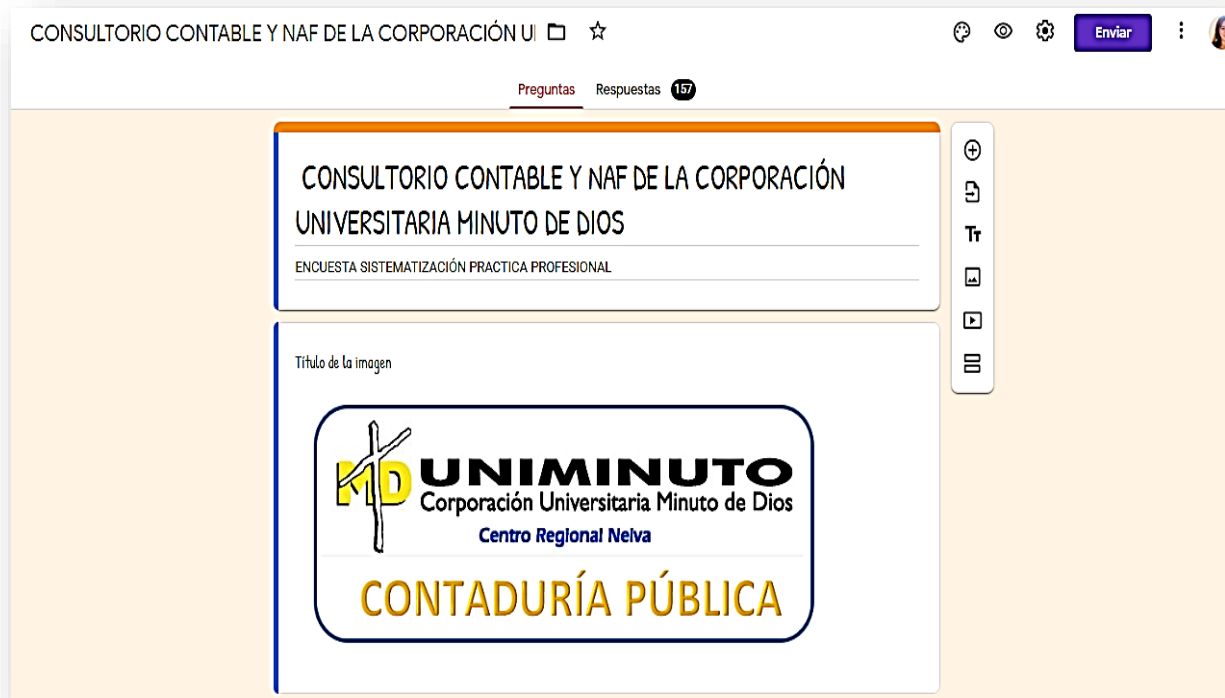 CONSULTORIO CONTABLE Y NAF DE LA CORPORACIÓN U
Enviar
Preguntas Respuestas 157
CONSULTORIO CONTABLE Y NAF DE LA CORPORACIÓN
UNIVERSITARIA MINUTO DE DIOS
ENCUESTA SISTEMATIZACIÓN PRACTICA PROFESIONAL
Tt
Título de la imagen
MD UNIMINUTO
Corporación Universitaria Minuto de Dios
Centro Regional Neiva
CONTADURÍA PÚBLICA